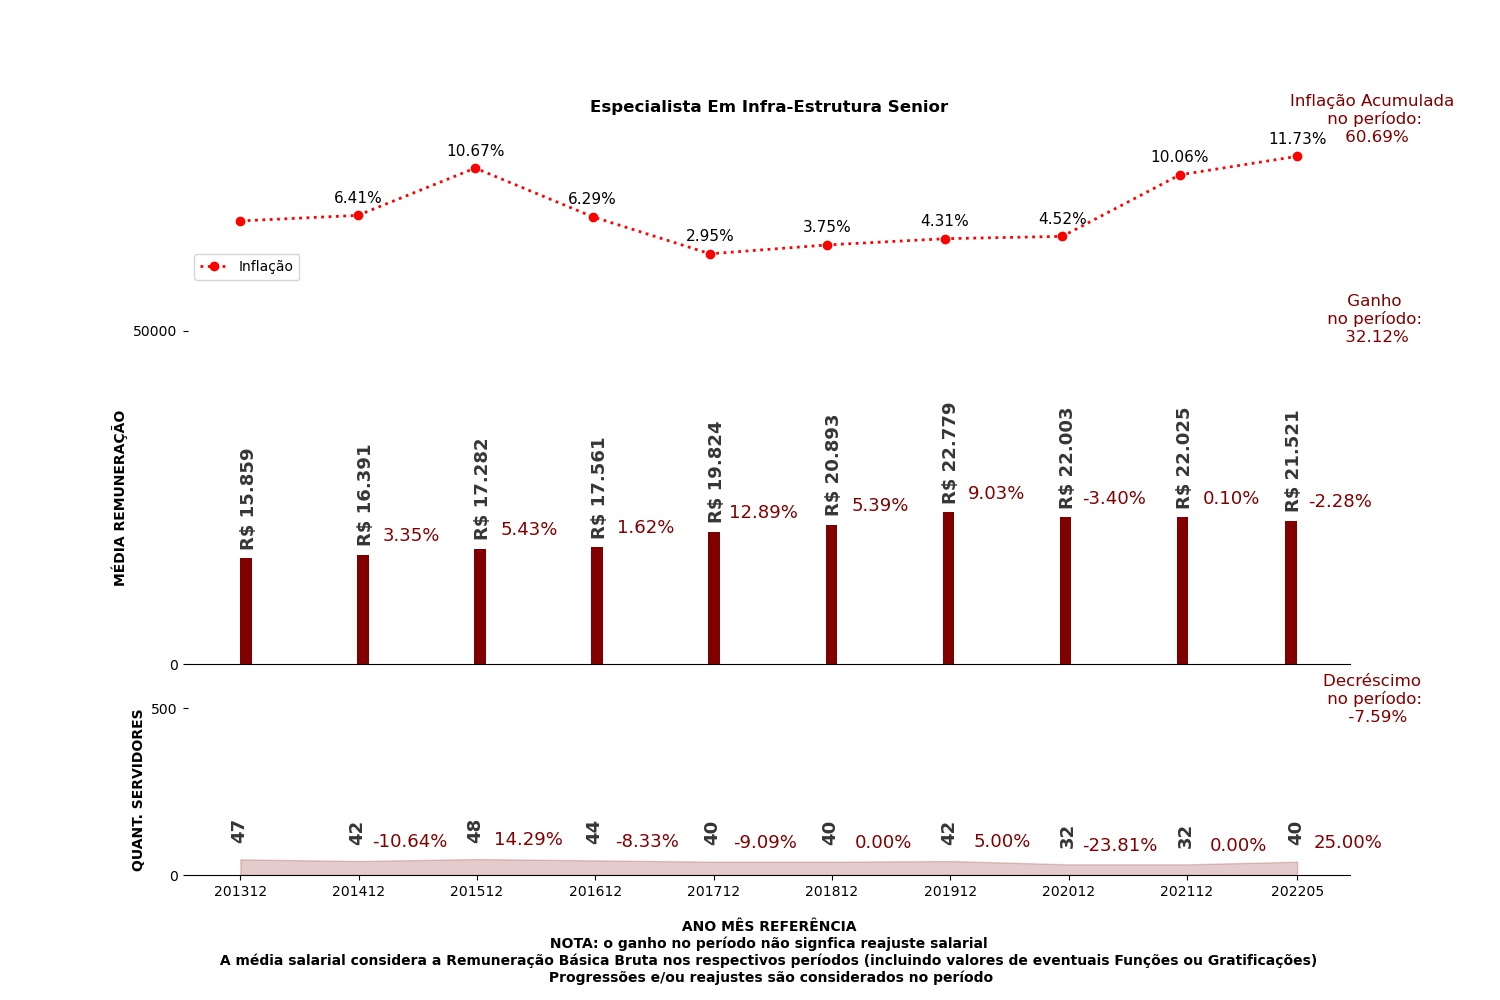 Especialista Em Infra-Estrutura Senior
Inflação Acumulada
no período:
60.69%
6.41%
10.67%
6.29%
2.95%
3.75%
4.31%
4.52%
10.06%
11.73%
Inflação
Ganho
no período:
32.12%
50000
0
MÉDIA REMUNERAÇÃO
R$ 15.859
R$ 16.391
3.35%
R$ 17.282
5.43%
R$ 17.561
1.62%
R$ 19.824
12.89%
R$ 20.893
5.39%
R$ 22.779
9.03%
R$ 22.003
-3.40%
R$ 22.025
0.10%
R$ 21.521
-2.28%
Decréscimo
no período:
-7.59%
500
0
QUANT. SERVIDORES
47
42
-10.64%
48
14.29%
44
-8.33%
40
-9.09%
40
0.00%
42
5.00%
32
-23.81%
32
0.00%
40
25.00%
201312
201412
201512
201612
201712
201812
201912
202012
202112
202205
ANO MÊS REFERÊNCIA
NOTA: o ganho no período não signfica reajuste salarial
A média salarial considera a Remuneração Básica Bruta nos respectivos períodos (incluindo valores de eventuais Funções ou Gratificações)
Progressões e/ou reajustes são considerados no período